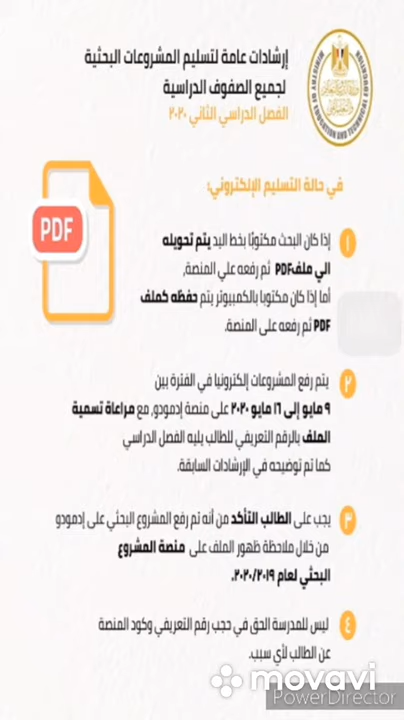 إرشادات عامة لتسليم المشروعات البحثية
لجميع الصفوف الدراسية
الفصل الدراسي الثاني ٢٠٢٠
في حالة التسليم الإلكتروني:
PDF
١
إذا كان البحث مكتوبًا بخط اليد يتم تحويله
الي ملفPDF ثم رفعه علي المنصة,
أما إذا كان مكتوبا بالكمبيوتر يتم حفظه كملف
PDF ثم رفعه على المنصة.
٢
يتم رفع المشروعات إلكترونيا في الفترة بين
٩ مايو إلى ١٦ مايو ٢٠٢٠ على منصة إدمودو, مع مراعاة تسمية
الملف بالرقم التعريفي للطالب يليه الفصل الدراسي
كما تم توضيحه في الإرشادات السابقة.
٣
يجب على الطالب التأكد من أنه تم رفع المشروع البحثي على إدمودو
من خلال ملاحظة ظهور الملف على منصة المشروع
البحثي لعام ٢٠٢٠/٢٠١٩.
٤
ليس للمدرسة الحق في حجب رقم التعريفي وكود المنصة
عن الطالب لأي سبب.
movavi
PowerDirector